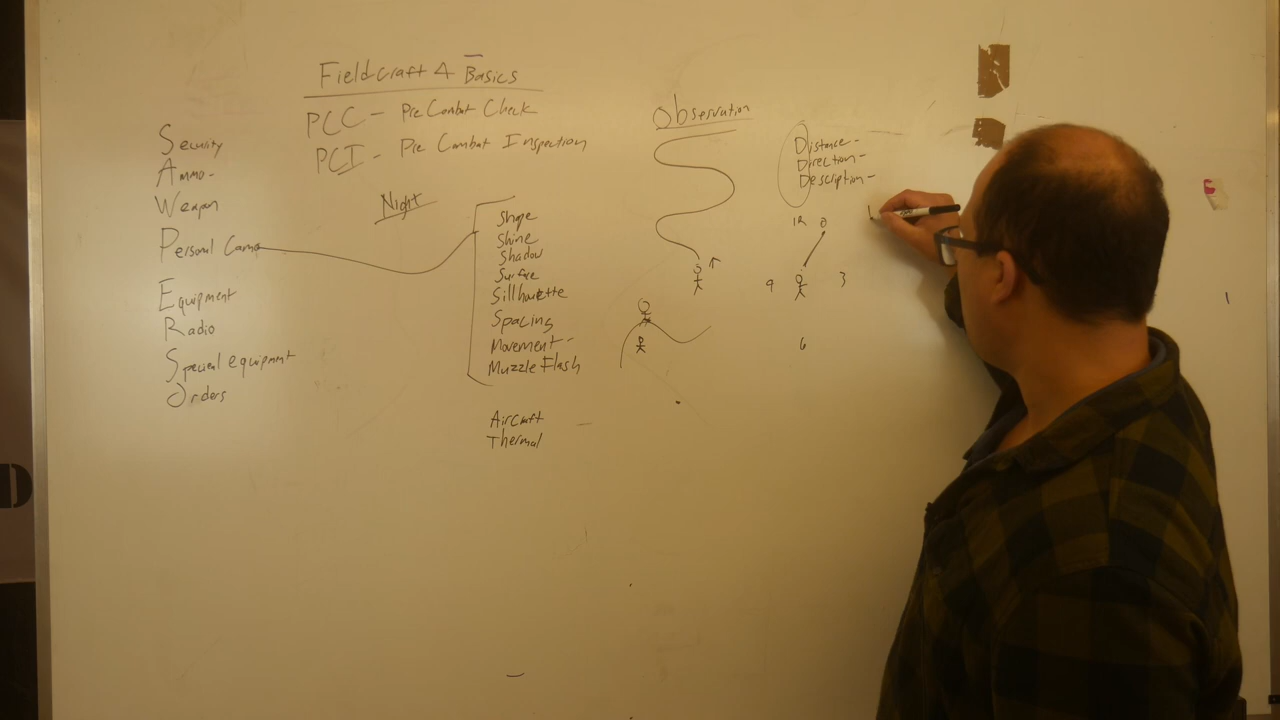 Fieldcraft 4 Basics
PCC - Pre Combat Check
PCI - Pre Combat Inspection
Security
Ammo -
Weapon
Personal Camo
Equipment
Radio
Special equipment
Orders
Night
Shape
Shine
Shadow
Surface
Sillhouette
Spacing
Movement -
Muzzle Flash
Aircraft
Thermal
Observation
Distance -
Direction -
Description -
12
9
3
6